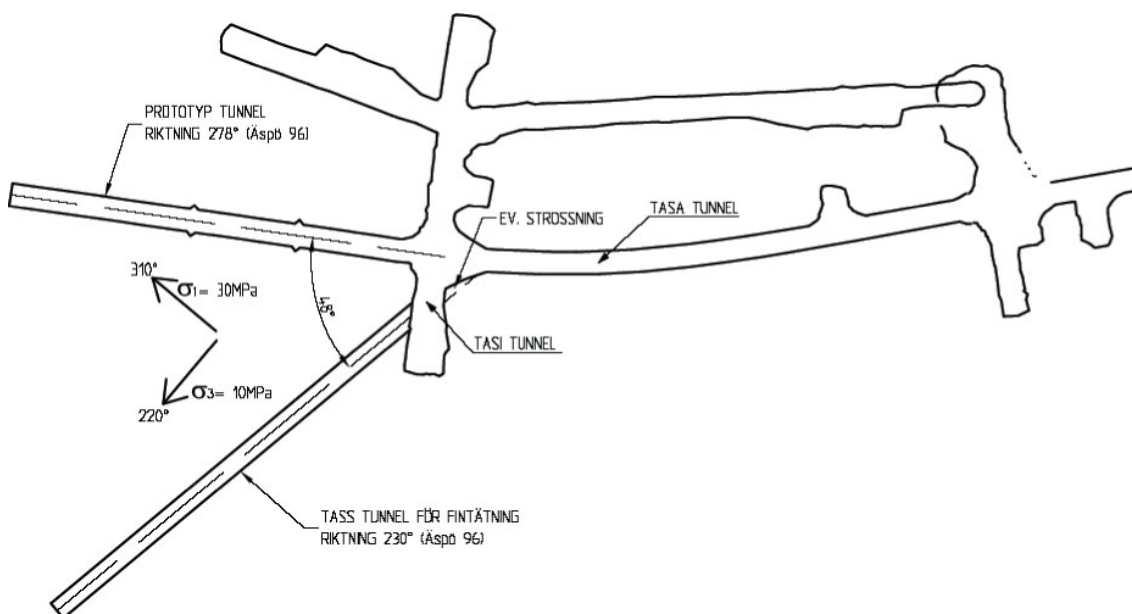 PROTOTYP TUNNEL
RIKTNING 278° (Äspö 96)
EV. STROSSNING
TASA TUNNEL
310°
σ1= 30MPa
48°
TASI TUNNEL
σ3= 10MPa
220°
TASS TUNNEL FÖR FINTÄTNING
RIKTNING 230° (Äspö 96)